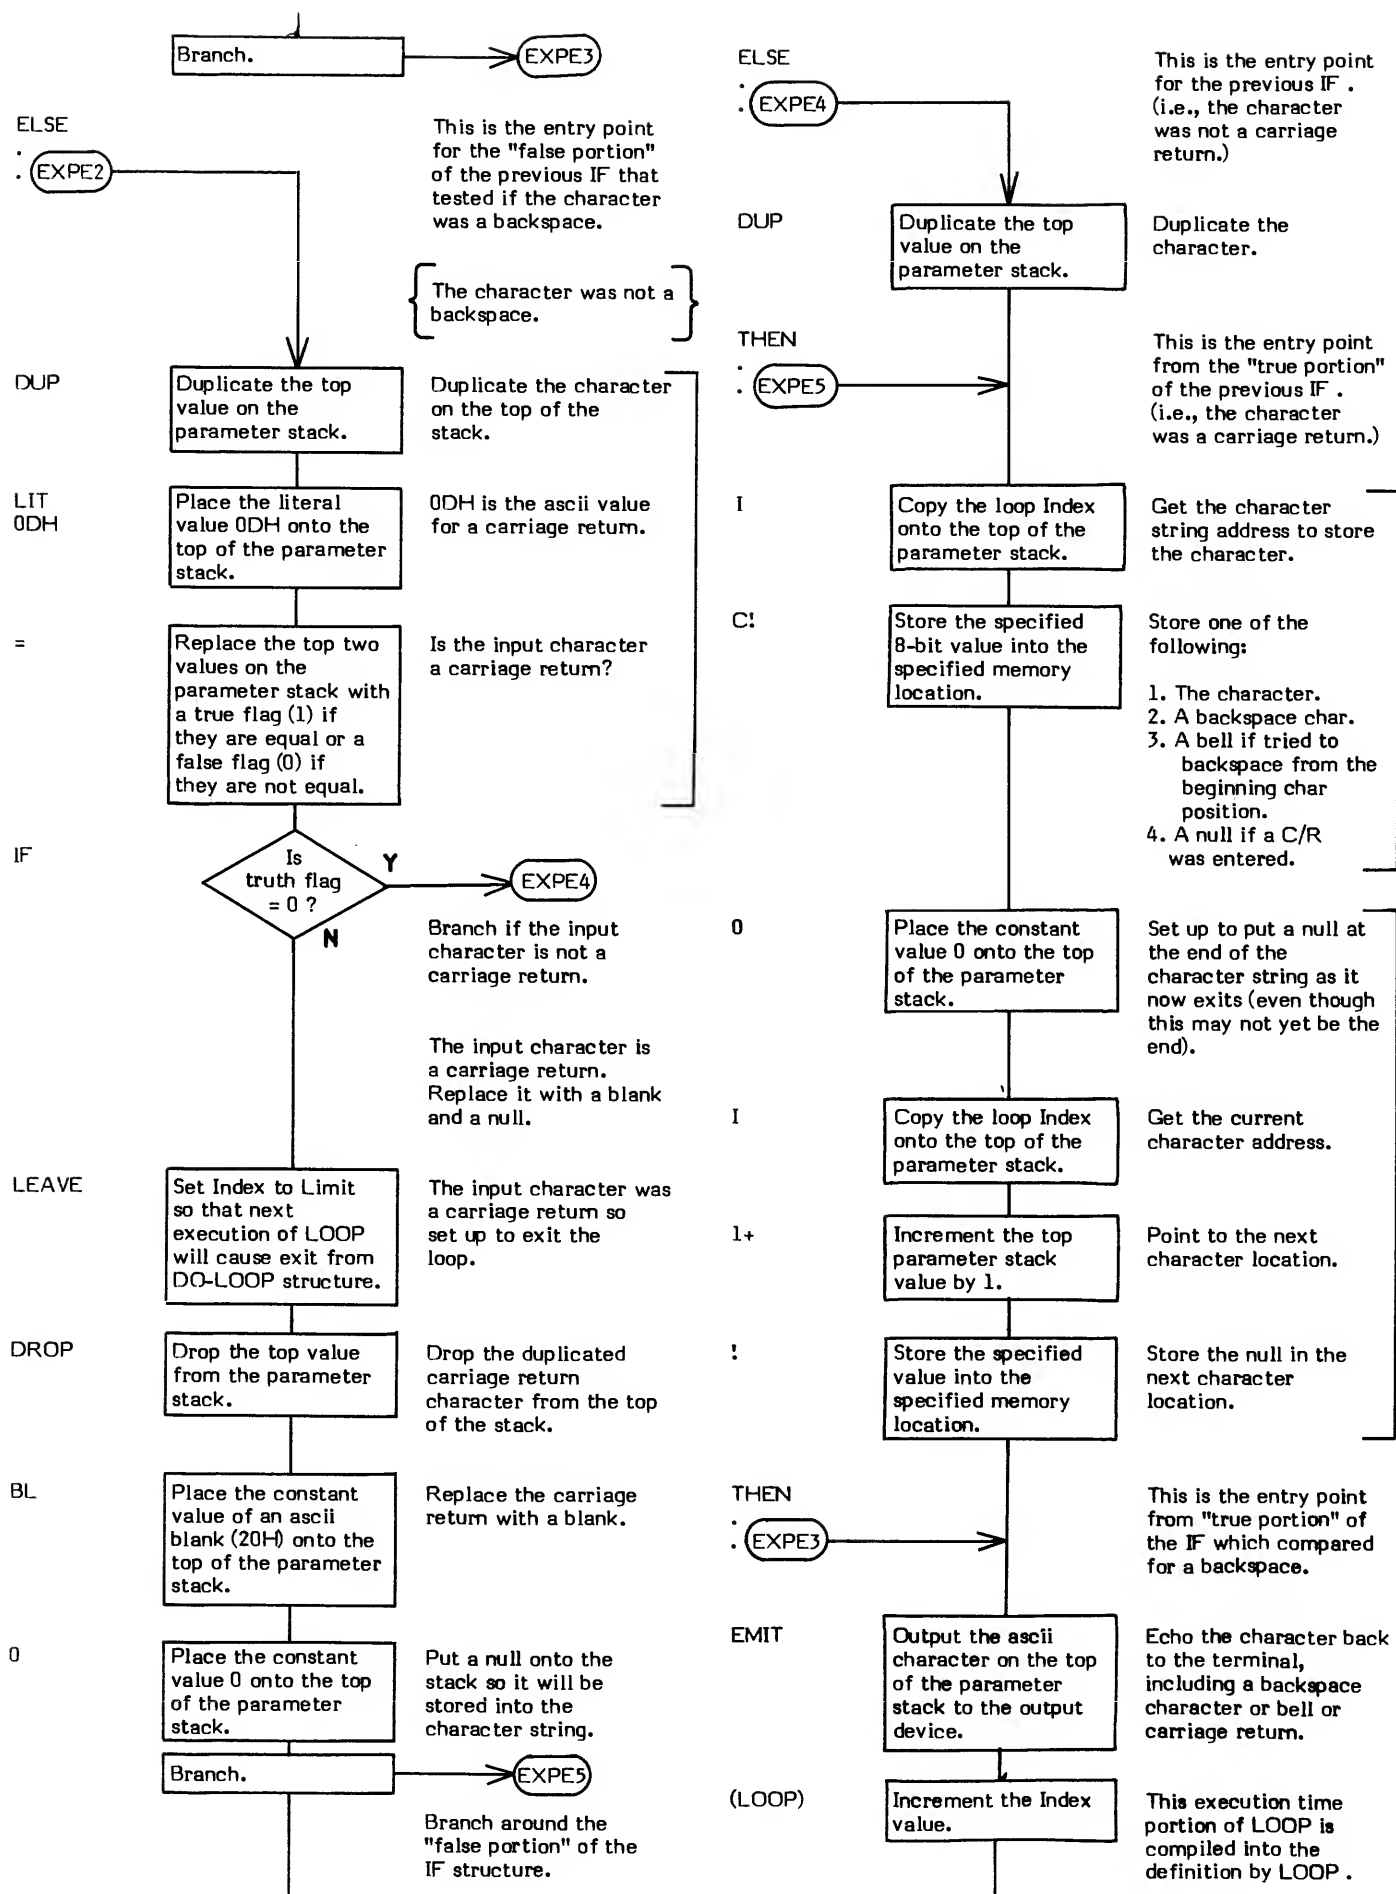 Branch.
EXPE3
ELSE
:
EXPE2
This is the entry point
for the "false portion"
of the previous IF that
tested if the character
was a backspace.
The character was not a
backspace.
DUP
Duplicate the top
value on the
parameter stack.
Duplicate the character
on the top of the
stack.
LIT
0DH
Place the literal
value 0DH onto the
top of the parameter
stack.
0DH is the ascii value
for a carriage return.
=
Replace the top two
values on the
parameter stack with
a true flag (1) if
they are equal or a
false flag (0) if
they are not equal.
Is the input character
a carriage return?
IF
Is
truth flag
= 0 ?
Y
EXPE4
N
Branch if the input
character is not a
carriage return.
The input character is
a carriage return.
Replace it with a blank
and a null.
LEAVE
Set Index to Limit
so that next
execution of LOOP
will cause exit from
DO-LOOP structure.
The input character was
a carriage return so
set up to exit the
loop.
DROP
Drop the top value
from the parameter
stack.
Drop the duplicated
carriage return
character from the top
of the stack.
BL
Place the constant
value of an ascii
blank (20H) onto the
top of the parameter
stack.
Replace the carriage
return with a blank.
0
Place the constant
value 0 onto the top
of the parameter
stack.
Put a null onto the
stack so it will be
stored into the
character string.
Branch.
EXPE5
Branch around the
"false portion" of the
IF structure.
ELSE
:
EXPE4
This is the entry point
for the previous IF .
(i.e., the character
was not a carriage
return.)
DUP
Duplicate the top
value on the
parameter stack.
Duplicate the
character.
THEN
:
EXPE5
This is the entry point
from the "true portion"
of the previous IF .
(i.e., the character
was a carriage return.)
I
Copy the loop Index
onto the top of the
parameter stack.
Get the character
string address to store
the character.
C!
Store the specified
8-bit value into the
specified memory
location.
Store one of the
following:
1. The character.
2. A backspace char.
3. A bell if tried to
backspace from the
beginning char
position.
4. A null if a C/R
was entered.
0
Place the constant
value 0 onto the top
of the parameter
stack.
Set up to put a null at
the end of the
character string as it
now exits (even though
this may not yet be the
end).
I
Copy the loop Index
onto the top of the
parameter stack.
Get the current
character address.
1+
Increment the top
parameter stack
value by 1.
Point to the next
character location.
!
Store the specified
value into the
specified memory
location.
Store the null in the
next character
location.
THEN
:
EXPE3
This is the entry point
from "true portion" of
the IF which compared
for a backspace.
EMIT
Output the ascii
character on the top
of the parameter
stack to the output
device.
Echo the character back
to the terminal,
including a backspace
character or bell or
carriage return.
(LOOP)
Increment the Index
value.
This execution time
portion of LOOP is
compiled into the
definition by LOOP .